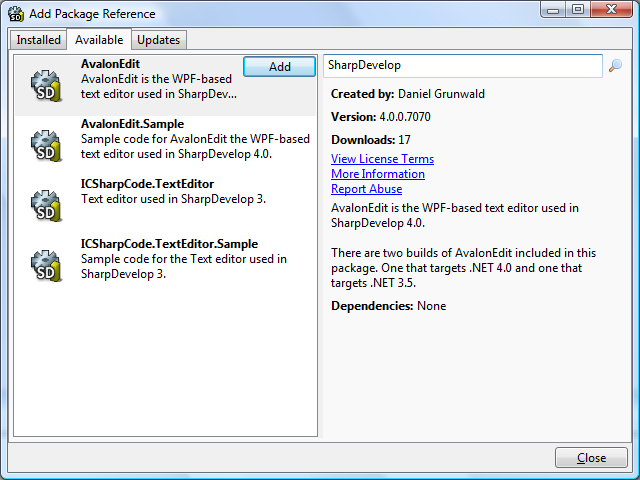 Add Package Reference
Installed
Available
Updates
AvalonEdit
AvalonEdit is the WPF-based
text editor used in SharpDev...
Add
AvalonEdit.Sample
Sample code for AvalonEdit the WPF-based
text editor used in SharpDevelop 4.0.
ICSharpCode.TextEditor
Text editor used in SharpDevelop 3.
ICSharpCode.TextEditor.Sample
Sample code for the Text editor used in
SharpDevelop 3.
SD
SD
SD
SD
SharpDevelop
Created by: Daniel Grunwald
Version: 4.0.0.7070
Downloads: 17
View License Terms
More Information
Report Abuse
AvalonEdit is the WPF-based text editor used in
SharpDevelop 4.0.
There are two builds of AvalonEdit included in this
package. One that targets .NET 4.0 and one that
targets .NET 3.5.
Dependencies: None
Close